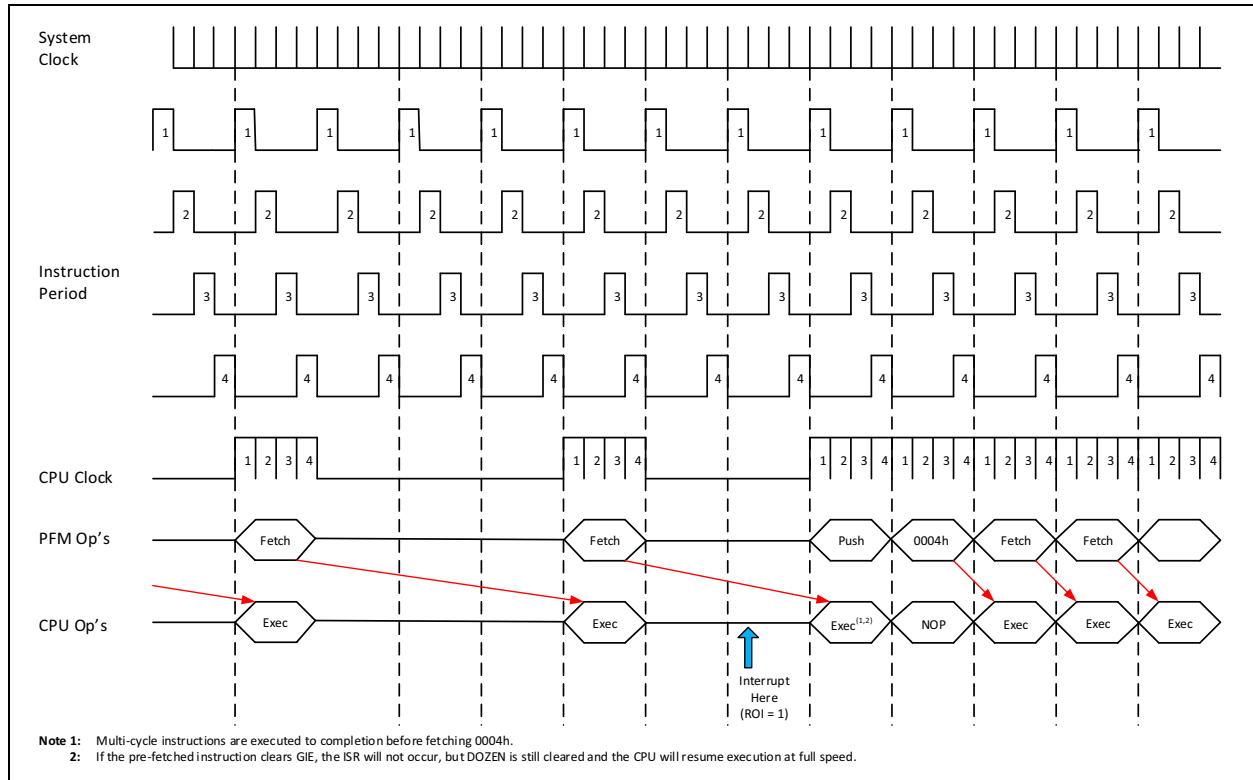 System
Clock
1 1 1 1 1 1 1 1 1 1 1 1 1
2 2 2 2 2 2 2 2 2 2 2 2 2
Instruction
Period
3 3 3 3 3 3 3 3 3 3 3 3 3
4 4 4 4 4 4 4 4 4 4 4 4 4
CPU Clock
1 2 3 4 1 2 3 4 1 2 3 4 1 2 3 4 1 2 3 4 1 2 3 4 1 2 3 4
PFM Op's
Fetch Fetch Push 0004h Fetch Fetch
CPU Op's
Exec Exec Exec(1,2) NOP Exec Exec Exec
Interrupt
Here
(ROI = 1)
Note 1: Multi-cycle instructions are executed to completion before fetching 0004h.
2: If the pre-fetched instruction clears GIE, the ISR will not occur, but DOZEN is still cleared and the CPU will resume execution at full speed.